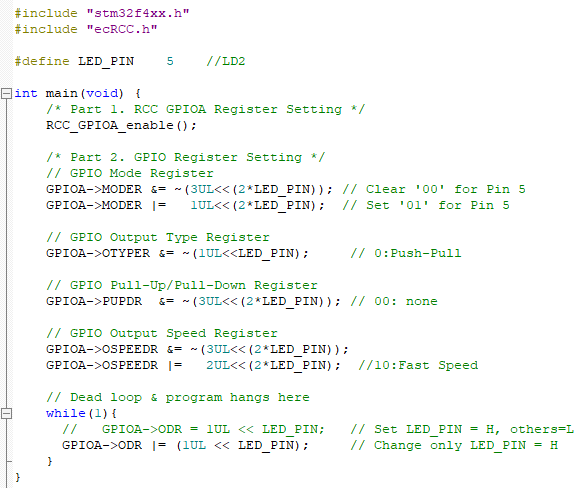 #include "stm32f4xx.h"
#include "ecRCC.h"
#define LED_PIN    5    //LD2
int main(void) {
/* Part 1. RCC GPIOA Register Setting */
RCC_GPIOA_enable();
/* Part 2. GPIO Register Setting */
// GPIO Mode Register
GPIOA->MODER &= ~(3UL<<(2*LED_PIN)); // Clear '00' for Pin 5
GPIOA->MODER |=   1UL<<(2*LED_PIN);  // Set '01' for Pin 5
// GPIO Output Type Register
GPIOA->OTYPER &= ~(1UL<<LED_PIN);     // 0:Push-Pull
// GPIO Pull-Up/Pull-Down Register
GPIOA->PUPDR  &= ~(3UL<<(2*LED_PIN)); // 00: none
// GPIO Output Speed Register
GPIOA->OSPEEDR &= ~(3UL<<(2*LED_PIN));
GPIOA->OSPEEDR |=   2UL<<(2*LED_PIN);  //10:Fast Speed
// Dead loop & program hangs here
while(1){
//   GPIOA->ODR = 1UL << LED_PIN;   // Set LED_PIN = H, others=L
GPIOA->ODR |= (1UL << LED_PIN);     // Change only LED_PIN = H
}
}